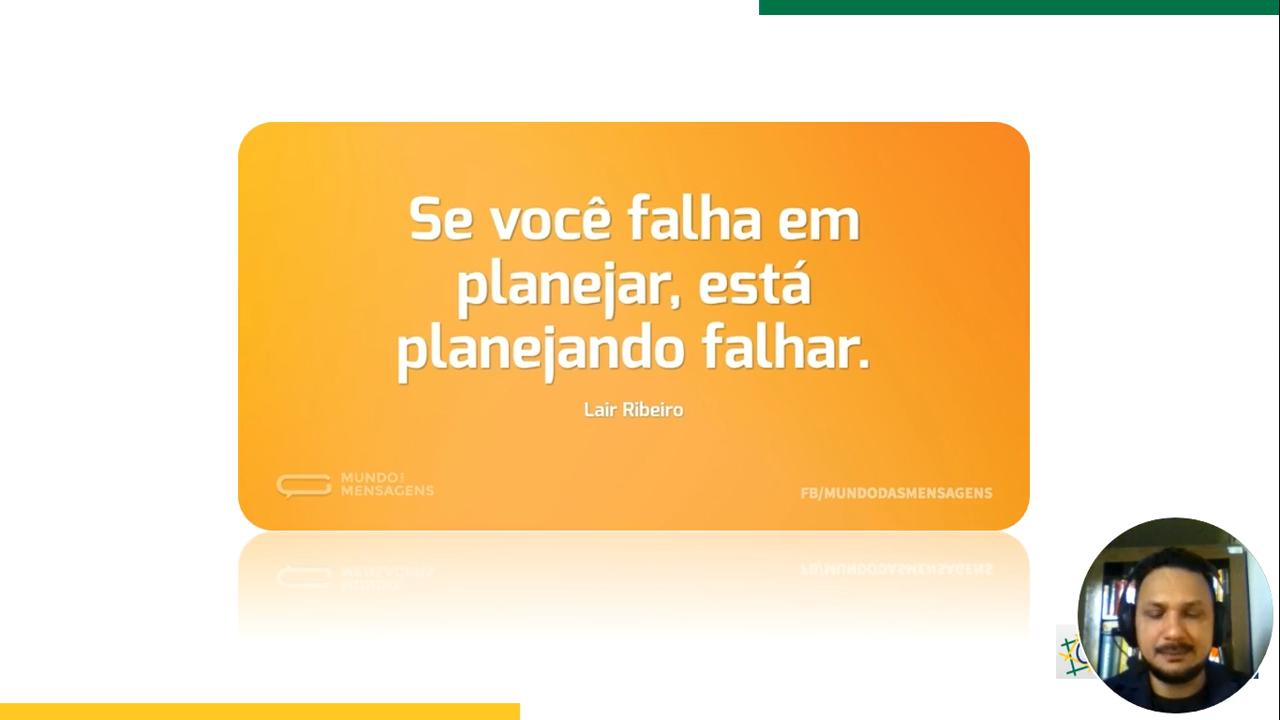 Se você falha em
planejar, está
planejando falhar.
Lair Ribeiro
MUNDO DAS
MENSAGENS
FB/MUNDODASMENSAGENS